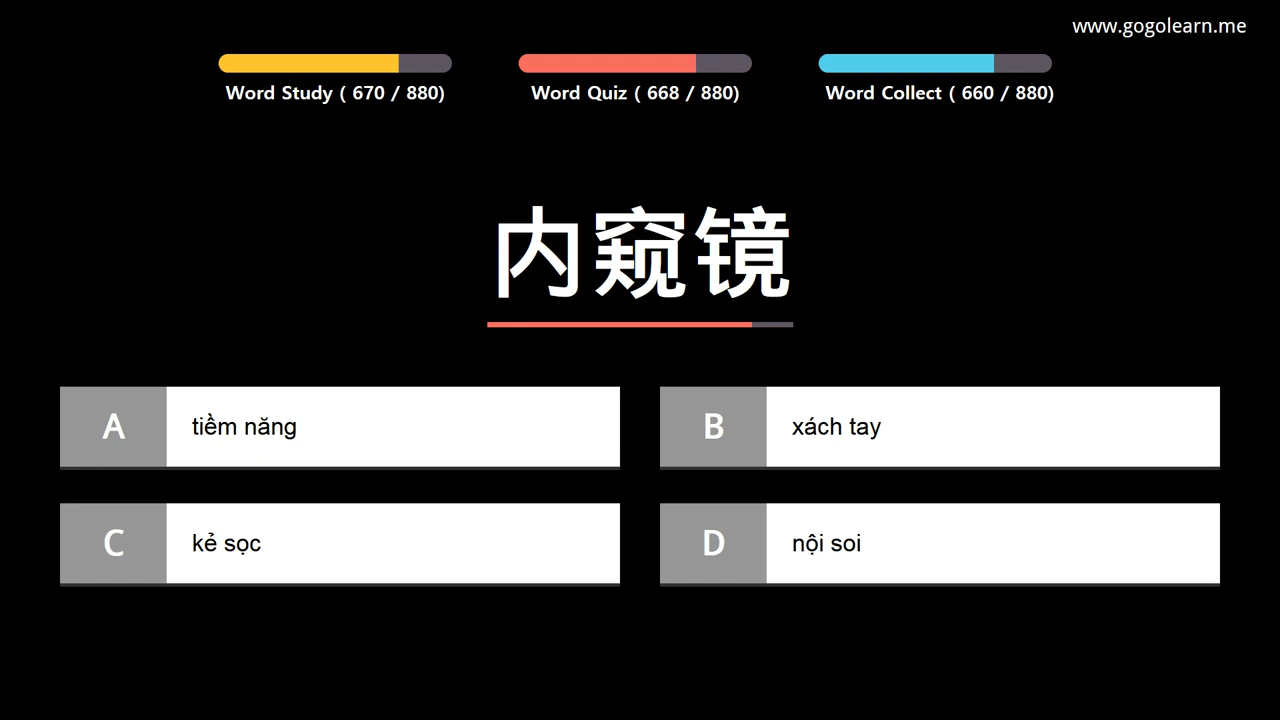 www.gogolearn.me
Word Study ( 670 / 880)
Word Quiz ( 668 / 880)
Word Collect ( 660 / 880)
内窥镜
A tiềm năng
B xách tay
C kẻ sọc
D nội soi